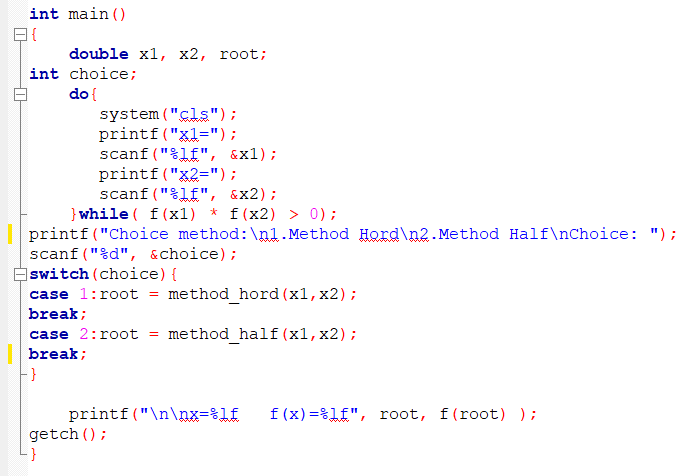 int main()
{
    double x1, x2, root;
int choice;
    do{
       system("cls");
       printf("x1=");
       scanf("%lf", &x1);
       printf("x2=");
       scanf("%lf", &x2);
    }while( f(x1) * f(x2) > 0);
printf("Choice method:\n1.Method Hord\n2.Method Half\nChoice: ");
scanf("%d", &choice);
switch(choice){
case 1:root = method_hord(x1,x2);
break;
case 2:root = method_half(x1,x2);
break;
}

    printf("\n\nx=%lf   f(x)=%lf", root, f(root) );
getch();
}